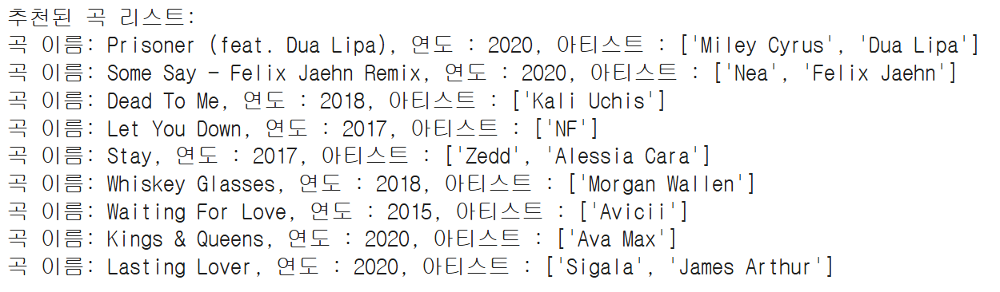 추천된 곡 리스트:
곡 이름: Prisoner (feat. Dua Lipa), 연도 : 2020, 아티스트 : ['Miley Cyrus', 'Dua Lipa']
곡 이름: Some Say - Felix Jaehn Remix, 연도 : 2020, 아티스트 : ['Nea', 'Felix Jaehn']
곡 이름: Dead To Me, 연도 : 2018, 아티스트 : ['Kali Uchis']
곡 이름: Let You Down, 연도 : 2017, 아티스트 : ['NF']
곡 이름: Stay, 연도 : 2017, 아티스트 : ['Zedd', 'Alessia Cara']
곡 이름: Whiskey Glasses, 연도 : 2018, 아티스트 : ['Morgan Wallen']
곡 이름: Waiting For Love, 연도 : 2015, 아티스트 : ['Avicii']
곡 이름: Kings & Queens, 연도 : 2020, 아티스트 : ['Ava Max']
곡 이름: Lasting Lover, 연도 : 2020, 아티스트 : ['Sigala', 'James Arthur']